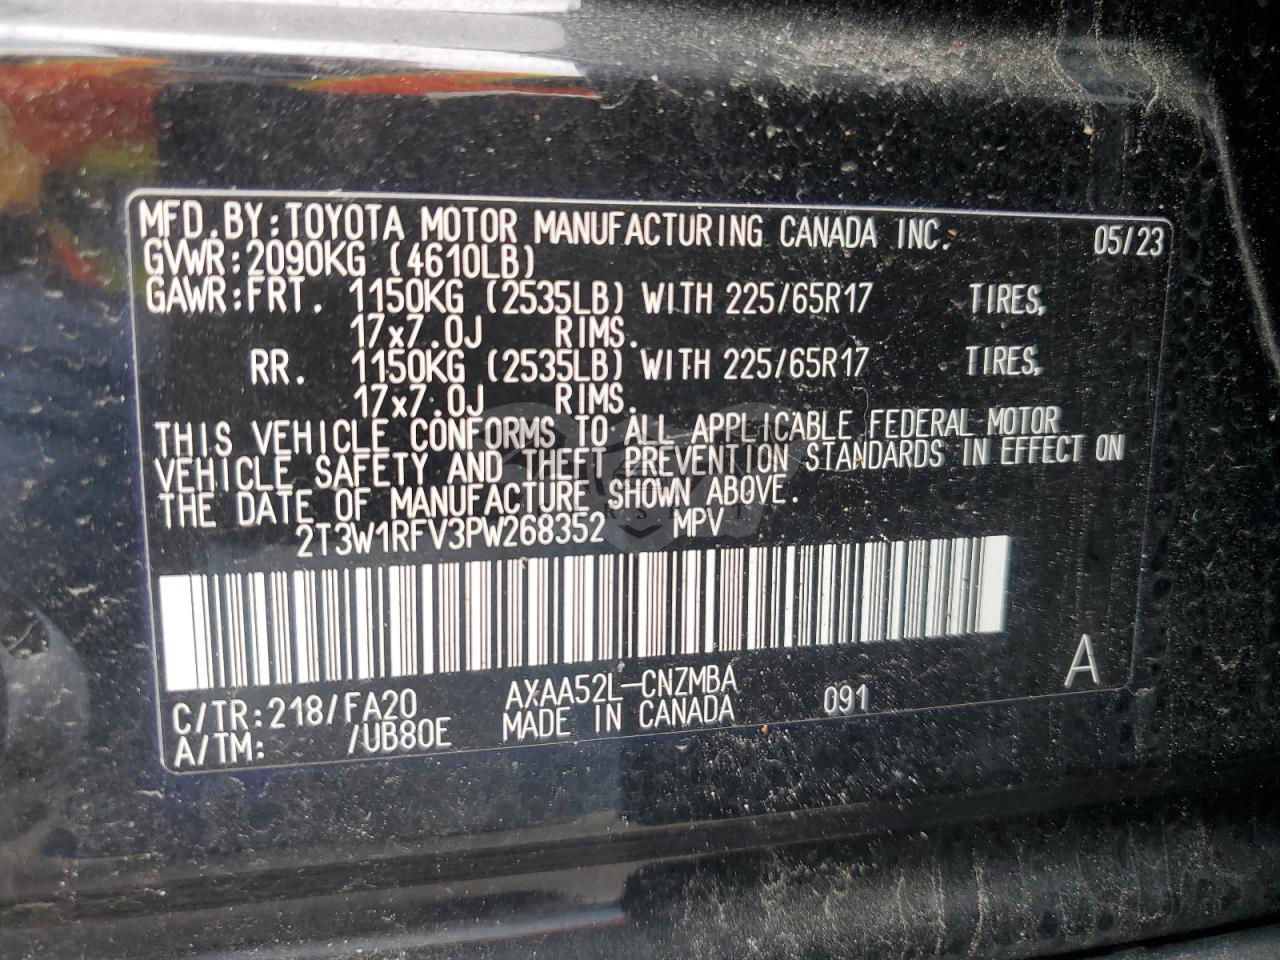 MFD.BY:TOYOTA MOTOR MANUFACTURING CANADA INC. 05/23
GVWR:2090KG (4610LB)
GAWR:FRT. 1150KG (2535LB) WITH 225/65R17 TIRES,
17x7.0J RIMS.
RR. 1150KG (2535LB) WITH 225/65R17 TIRES,
17x7.0J RIMS.
THIS VEHICLE CONFORMS TO ALL APPLICABLE FEDERAL MOTOR
VEHICLE SAFETY AND THEFT PREVENTION STANDARDS IN EFFECT ON
THE DATE OF MANUFACTURE SHOWN ABOVE.
2T3W1RFV3PW268352 MPV
C/TR:218/FA20 AXAA52L-CNZMBA 091 A
A/TM: /UB80E MADE IN CANADA